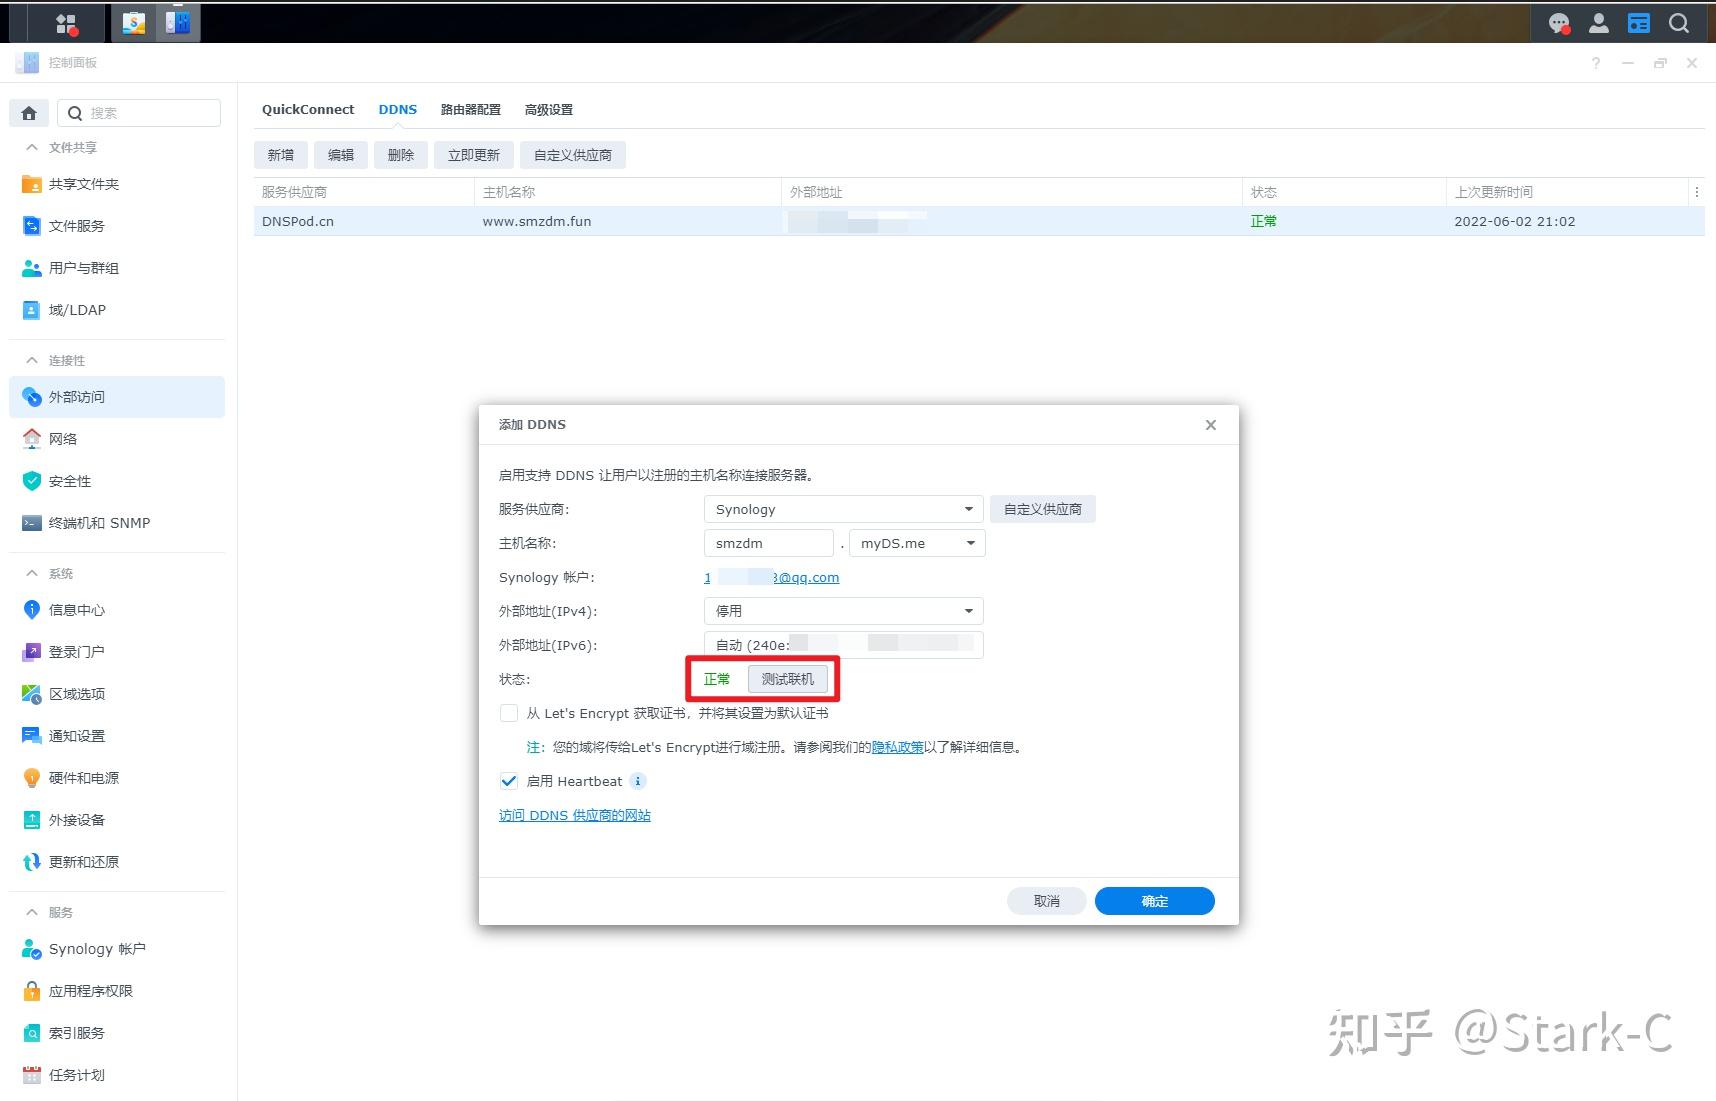 控制面板
搜索
文件共享
共享文件夹
文件服务
用户与群组
域/LDAP
连接性
外部访问
网络
安全性
终端机和 SNMP
系统
信息中心
登录门户
区域选项
通知设置
硬件和电源
外接设备
更新和还原
服务
Synology 帐户
应用程序权限
索引服务
任务计划
QuickConnect DDNS 路由器配置 高级设置
新增 编辑 删除 立即更新 自定义供应商
服务供应商 主机名称 外部地址 状态 上次更新时间
DNSPod.cn www.smzdm.fun 正常 2022-06-02 21:02
添加 DDNS
启用支持 DDNS 让用户以注册的主机名称连接服务器。
服务供应商: Synology 自定义供应商
主机名称: smzdm . myDS.me
Synology 帐户: 1 3@qq.com
外部地址(IPv4): 停用
外部地址(IPv6): 自动 (240e:
状态: 正常 测试联机
从 Let's Encrypt 获取证书，并将其设置为默认证书
注: 您的域将传给Let's Encrypt进行域注册。请参阅我们的隐私政策以了解详细信息。
启用 Heartbeat
访问 DDNS 供应商的网站
取消 确定
知乎 @Stark-C